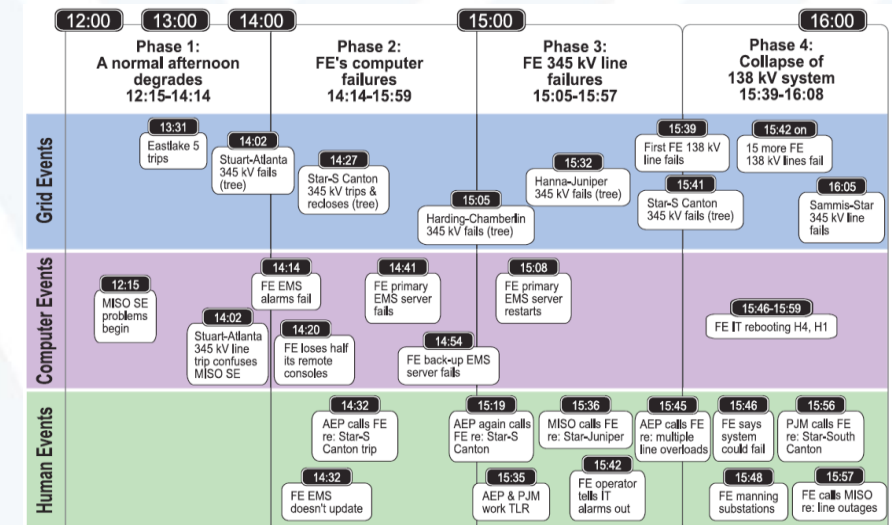 12:00
13:00
14:00
15:00
16:00
Phase 1:
A normal afternoon
degrades
12:15-14:14
Phase 2:
FE's computer
failures
14:14-15:59
Phase 3:
FE 345 kV line
failures
15:05-15:57
Phase 4:
Collapse of
138 kV system
15:39-16:08
Grid Events
13:31
Eastlake 5
trips
14:02
Stuart-Atlanta
345 kV fails
(tree)
14:27
Star-S Canton
345 kV trips &
recloses (tree)
15:05
Harding-Chamberlin
345 kV fails (tree)
15:32
Hanna-Juniper
345 kV fails (tree)
15:39
First FE 138 kV
line fails
15:41
Star-S Canton
345 kV fails (tree)
15:42 on
15 more FE
138 kV lines fail
16:05
Sammis-Star
345 kV line
fails
Computer Events
12:15
MISO SE
problems
begin
14:02
Stuart-Atlanta
345 kV line
trip confuses
MISO SE
14:14
FE EMS
alarms fail
14:20
FE loses half
its remote
consoles
14:41
FE primary
EMS server
fails
14:54
FE back-up EMS
server fails
15:08
FE primary
EMS server
restarts
15:46-15:59
FE IT rebooting H4, H1
Human Events
14:32
AEP calls FE
re: Star-S
Canton trip
14:32
FE EMS
doesn't update
15:19
AEP again calls
FE re: Star-S
Canton
15:35
AEP & PJM
work TLR
15:36
MISO calls FE
re: Star-Juniper
15:42
FE operator
tells IT
alarms out
15:45
AEP calls FE
re: multiple
line overloads
15:46
FE says
system
could fail
15:48
FE manning
substations
15:56
PJM calls FE
re: Star-South
Canton
15:57
FE calls MISO
re: line outages